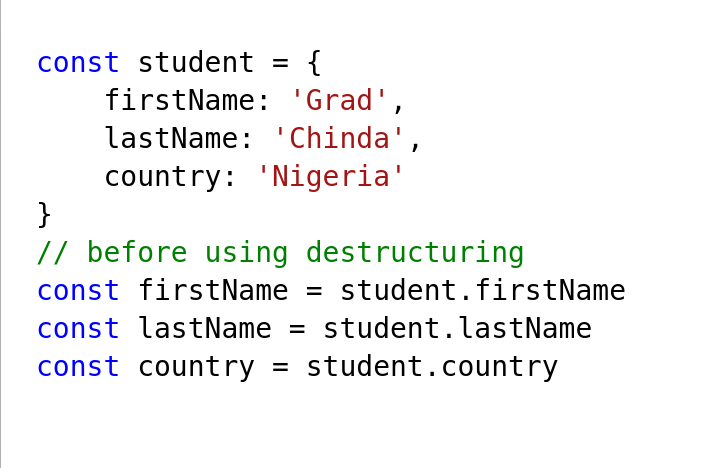 const student = {
    firstName: 'Grad',
    lastName: 'Chinda',
    country: 'Nigeria'
}
// before using destructuring
const firstName = student.firstName
const lastName = student.lastName
const country = student.country